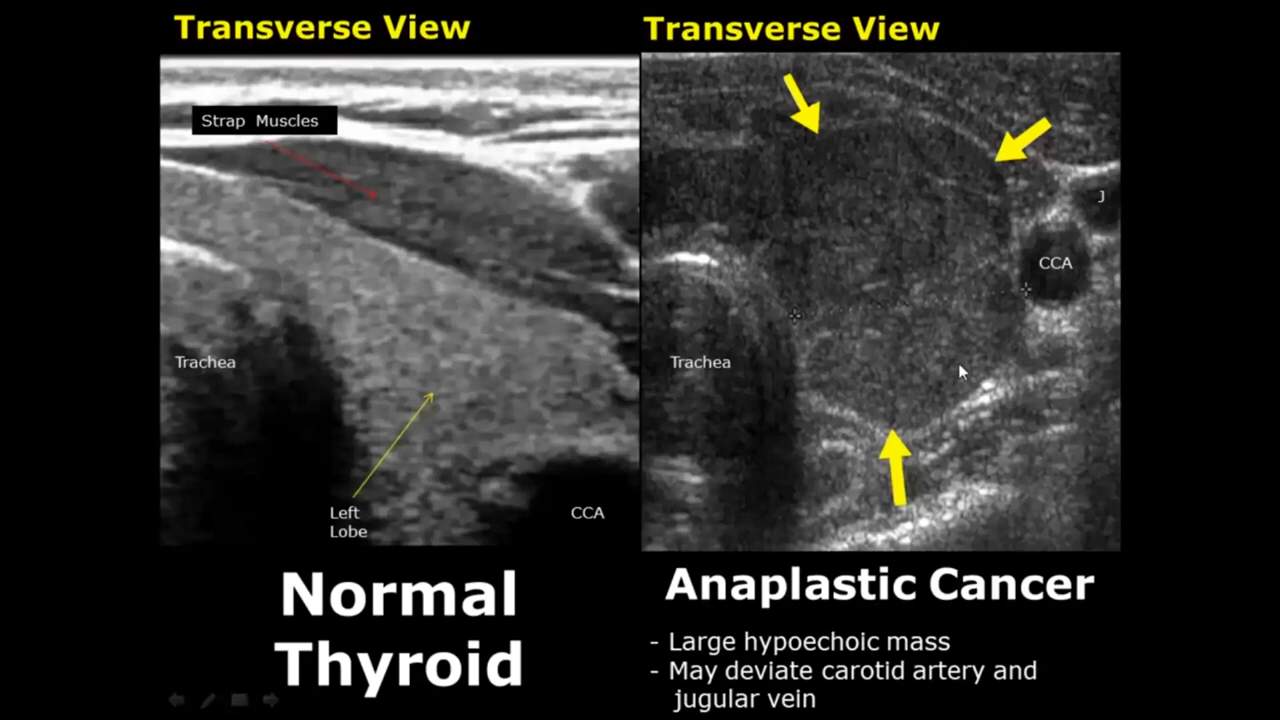 Transverse View
Strap Muscles
Trachea
Left
Lobe
CCA
Normal
Thyroid
Transverse View
J
CCA
Trachea
Anaplastic Cancer
- Large hypoechoic mass
- May deviate carotid artery and
jugular vein